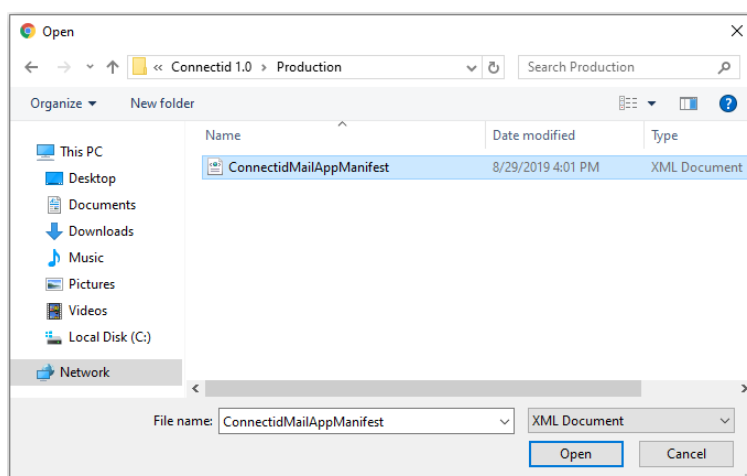 Open
« Connectid 1.0 > Production
Search Production
Organize
New folder
Name
Date modified
Type
This PC
Desktop
Documents
Downloads
Music
Pictures
Videos
Local Disk (C:)
Network
ConnectidMailAppManifest
8/29/2019 4:01 PM
XML Document
File name:
ConnectidMailAppManifest
XML Document
Open
Cancel